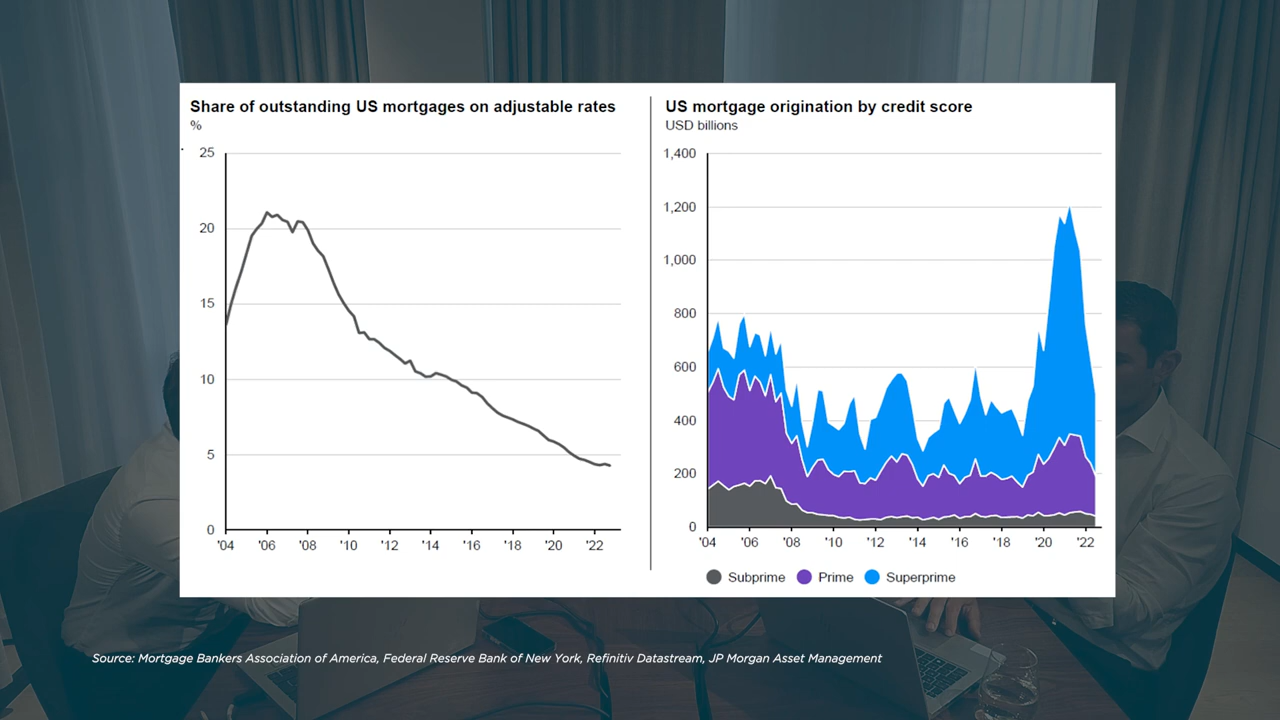 Share of outstanding US mortgages on adjustable rates
%
25
20
15
10
5
0
'04 '06 '08 '10 '12 '14 '16 '18 '20 '22
US mortgage origination by credit score
USD billions
1,400
1,200
1,000
800
600
400
200
0
'04 '06 '08 '10 '12 '14 '16 '18 '20 '22
Subprime Prime Superprime
Source: Mortgage Bankers Association of America, Federal Reserve Bank of New York, Refinitiv Datastream, JP Morgan Asset Management